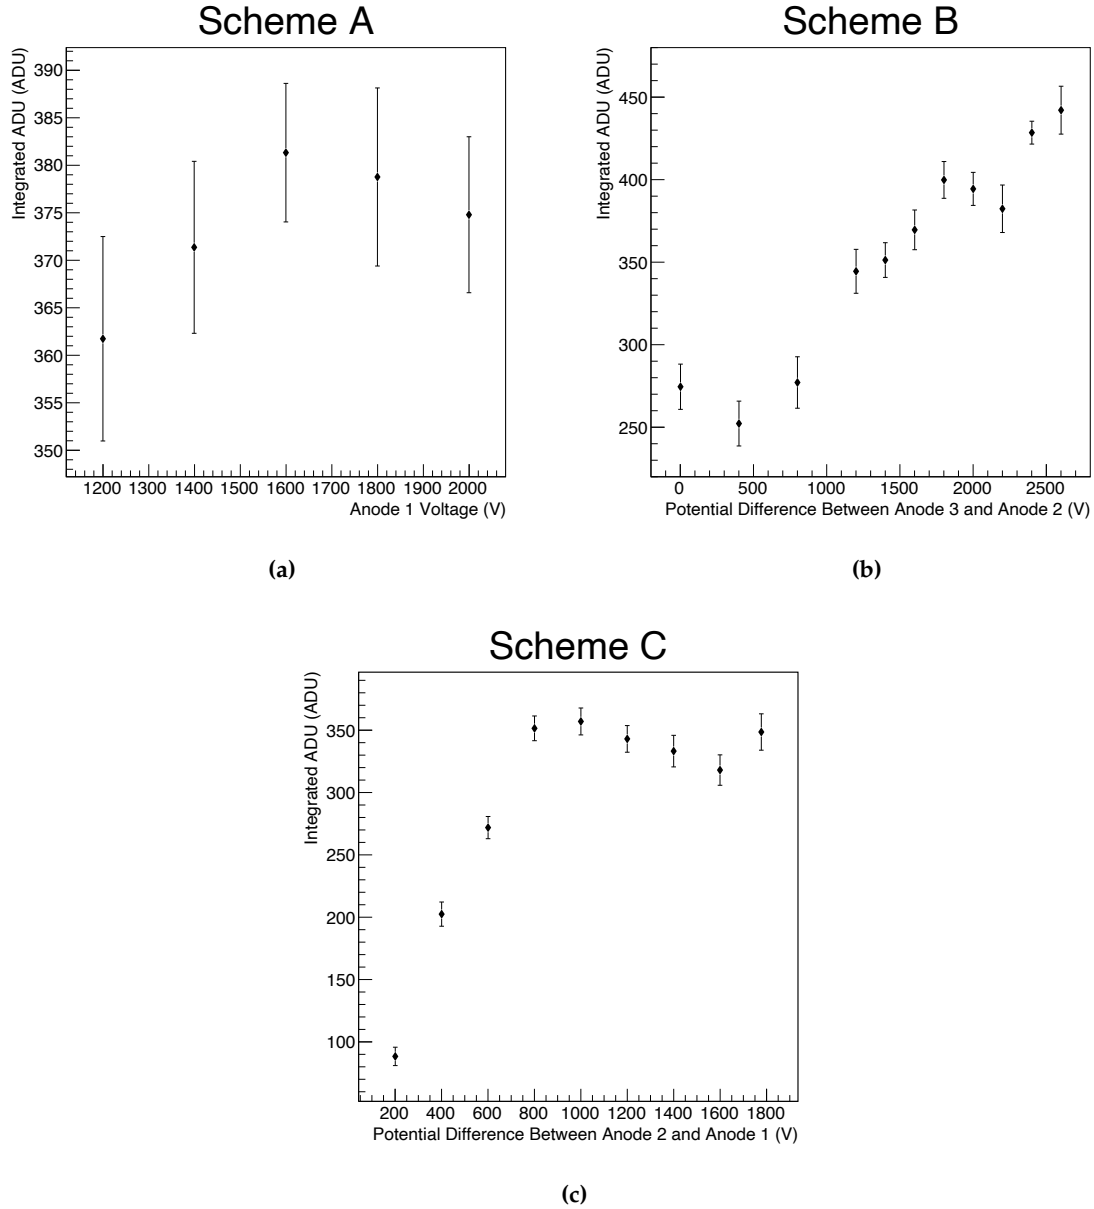 Scheme A
Integrated ADU (ADU)
390
385
380
375
370
365
360
355
350
1200 1300 1400 1500 1600 1700 1800 1900 2000
Anode 1 Voltage (V)
(a)
Scheme B
Integrated ADU (ADU)
450
400
350
300
250
0 500 1000 1500 2000 2500
Potential Difference Between Anode 3 and Anode 2 (V)
(b)
Scheme C
Integrated ADU (ADU)
350
300
250
200
150
100
200 400 600 800 1000 1200 1400 1600 1800
Potential Difference Between Anode 2 and Anode 1 (V)
(c)